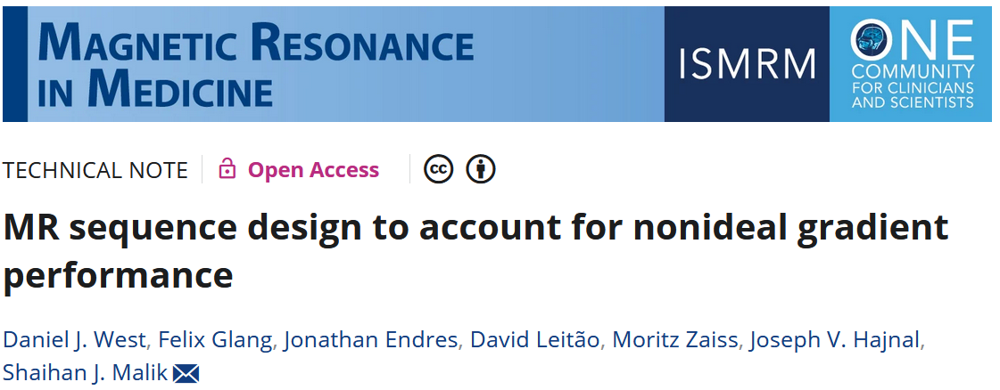 MAGNETIC RESONANCE
IN MEDICINE
ISMRM
ONE
COMMUNITY
FOR CLINICIANS
AND SCIENTISTS
TECHNICAL NOTE Open Access cc
MR sequence design to account for nonideal gradient
performance
Daniel J. West, Felix Glang, Jonathan Endres, David Leitão, Moritz Zaiss, Joseph V. Hajnal,
Shaihan J. Malik